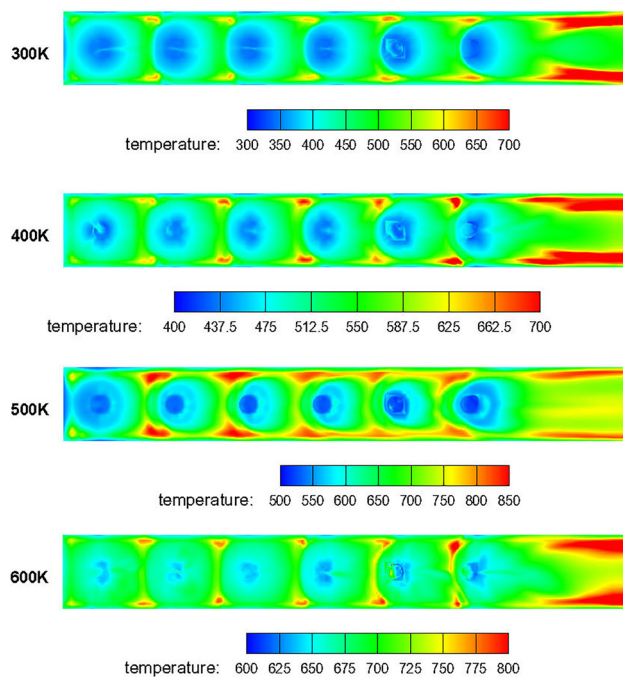 300K
temperature: 300 350 400 450 500 550 600 650 700
400K
temperature: 400 437.5 475 512.5 550 587.5 625 662.5 700
500K
temperature: 500 550 600 650 700 750 800 850
600K
temperature: 600 625 650 675 700 725 750 775 800